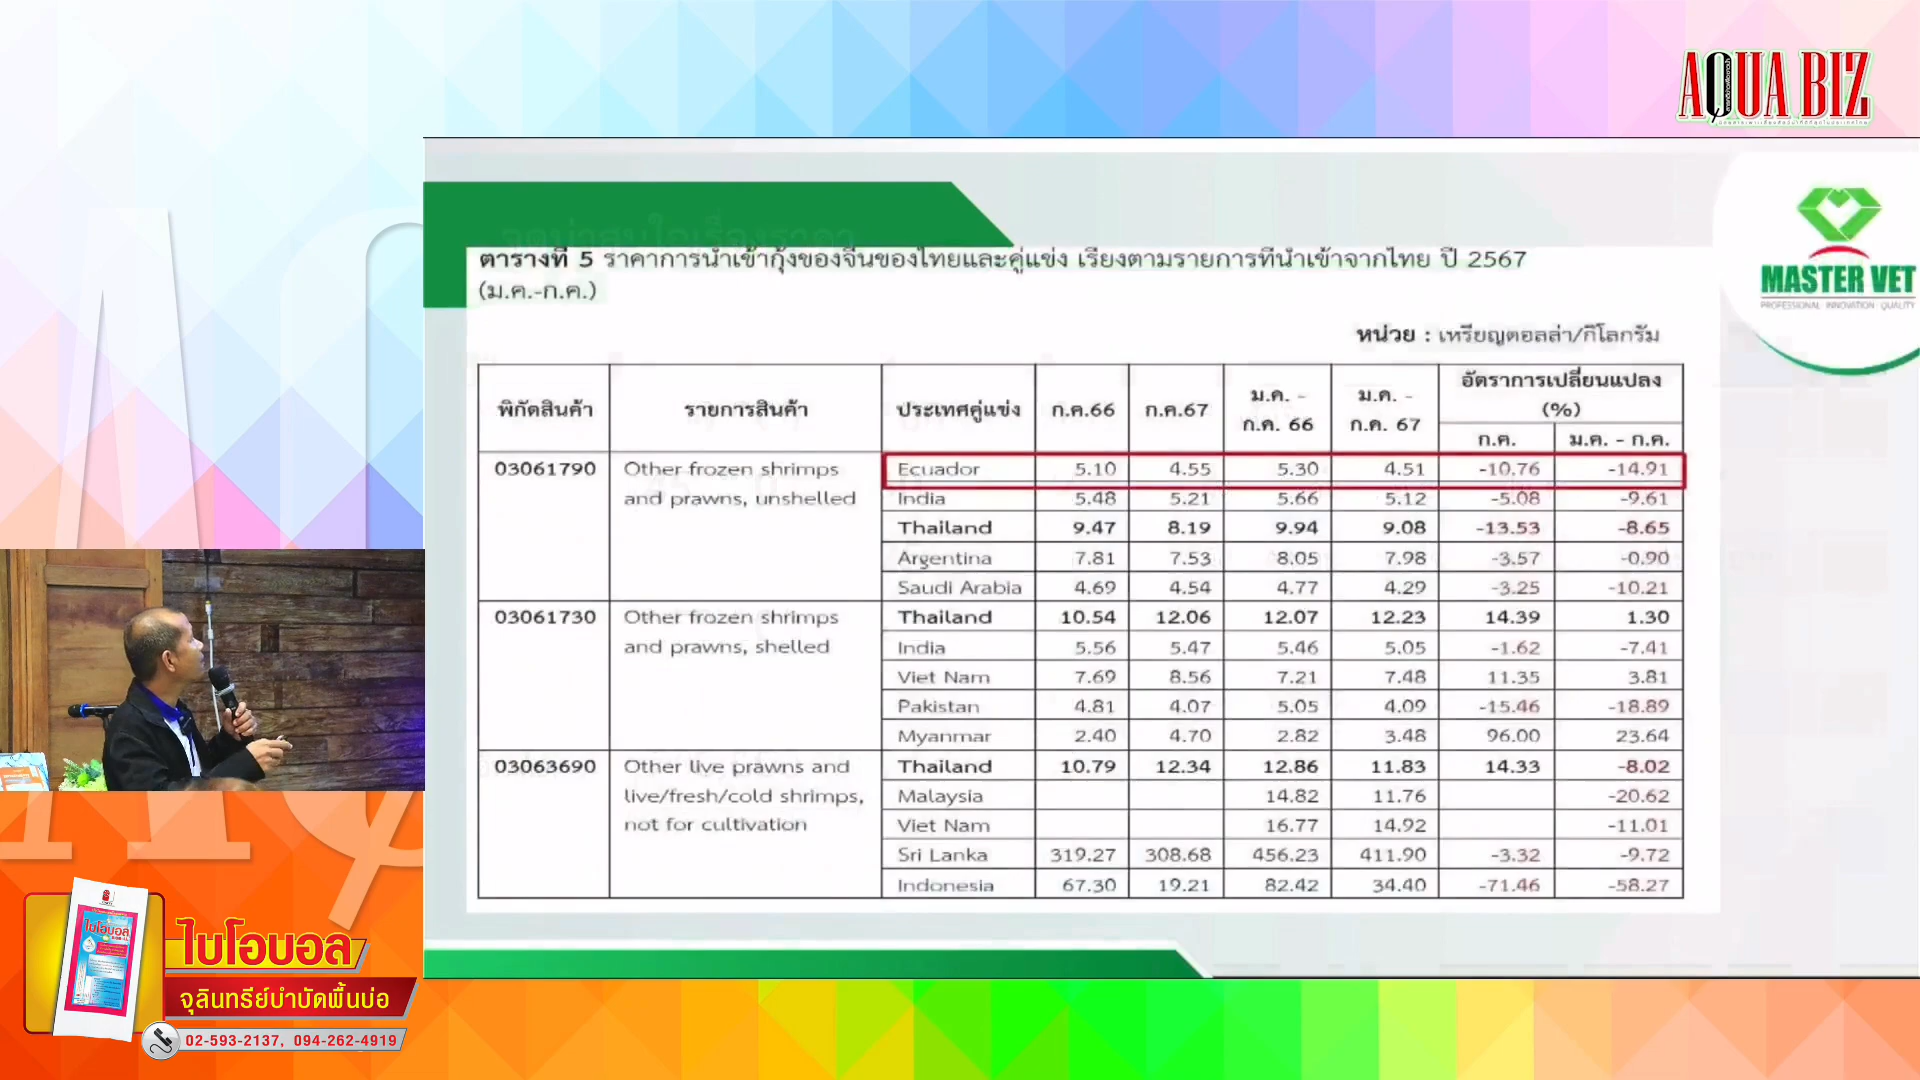 AQUA BIZ
MASTER VET
PROFESSIONAL INNOVATION QUALITY
ตารางที่ 5 ราคาการนำเข้ากุ้งของจีนของไทยและคู่แข่ง เรียงตามรายการที่นำเข้าจากไทย ปี 2567
(ม.ค.-ก.ค.)
หน่วย : เหรียญดอลล่า/กิโลกรัม
พิกัดสินค้า รายการสินค้า ประเทศคู่แข่ง ก.ค.66 ก.ค.67 ม.ค. - ก.ค. 66 ม.ค. - ก.ค. 67 อัตราการเปลี่ยนแปลง (%)
ก.ค. ม.ค. - ก.ค.
03061790 Other frozen shrimps Ecuador 5.10 4.55 5.30 4.51 -10.76 -14.91
and prawns, unshelled India 5.48 5.21 5.66 5.12 -5.08 -9.61
Thailand 9.47 8.19 9.94 9.08 -13.53 -8.65
Argentina 7.81 7.53 8.05 7.98 -3.57 -0.90
Saudi Arabia 4.69 4.54 4.77 4.29 -3.25 -10.21
03061730 Other frozen shrimps Thailand 10.54 12.06 12.07 12.23 14.39 1.30
and prawns, shelled India 5.56 5.47 5.46 5.05 -1.62 -7.41
Viet Nam 7.69 8.56 7.21 7.48 11.35 3.81
Pakistan 4.81 4.07 5.05 4.09 -15.46 -18.89
Myanmar 2.40 4.70 2.82 3.48 96.00 23.64
03063690 Other live prawns and Thailand 10.79 12.34 12.86 11.83 14.33 -8.02
live/fresh/cold shrimps, Malaysia 14.82 11.76 -20.62
not for cultivation Viet Nam 16.77 14.92 -11.01
Sri Lanka 319.27 308.68 456.23 411.90 -3.32 -9.72
Indonesia 67.30 19.21 82.42 34.40 -71.46 -58.27
ไบโอบอล
ไบโอบอล
จุลินทรีย์บำบัดพื้นบ่อ
02-593-2137, 094-262-4919